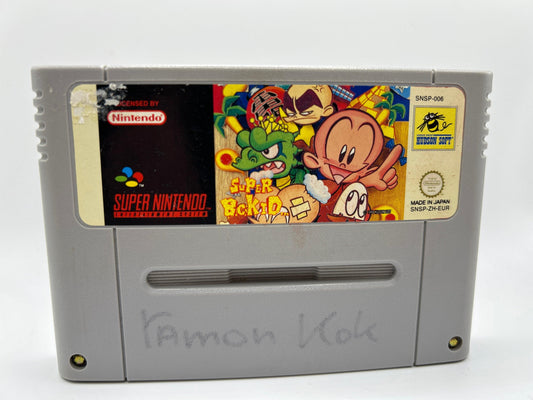 LICENSED BY
Nintendo
SUPER NINTENDO
ENTERTAINMENT SYSTEM
SUPER
B.C.KID
SNSP-006
HUDSON SOFT
MADE IN JAPAN
SNSP-ZH-EUR
ramon Kok